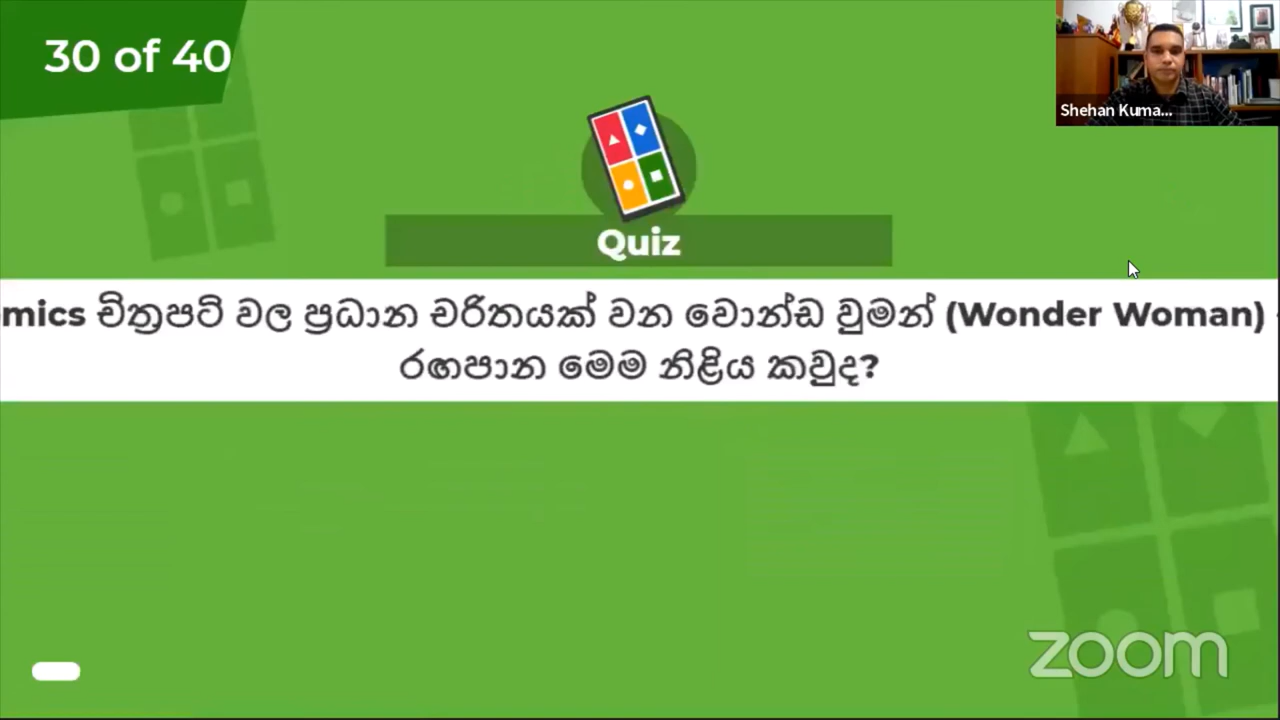 30 of 40
Shehan Kuma...
Quiz
mics චිත්‍රපටි වල ප්‍රධාන චරිතයක් වන වොන්ඩ වුමන් (Wonder Woman)
රඟපාන මෙම නිළිය කවුද?
zoom